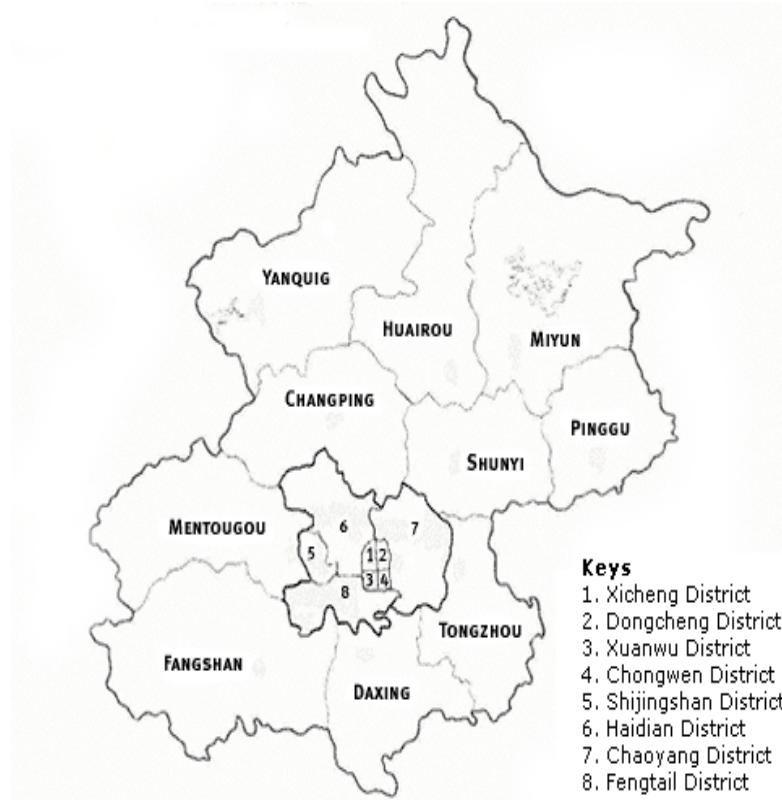 YANQUIG
HUAIROU
MIYUN
CHANGPING
PINGGU
SHUNYI
MENTOUGOU
6
7
5
1 2
3 4
8
TONGZHOU
FANGSHAN
DAXING
Keys
1. Xicheng District
2. Dongcheng District
3. Xuanwu District
4. Chongwen District
5. Shijingshan District
6. Haidian District
7. Chaoyang District
8. Fengtail District